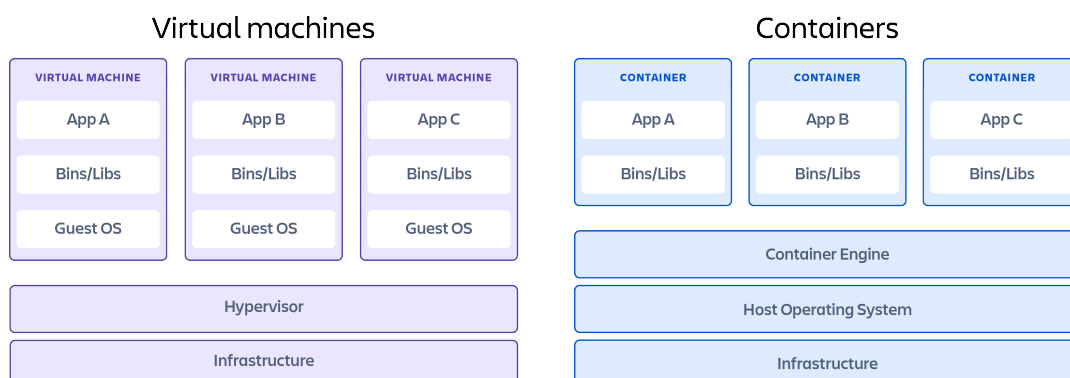 Virtual machines
VIRTUAL MACHINE VIRTUAL MACHINE VIRTUAL MACHINE
App A App B App C
Bins/Libs Bins/Libs Bins/Libs
Guest OS Guest OS Guest OS
Hypervisor
Infrastructure
Containers
CONTAINER CONTAINER CONTAINER
App A App B App C
Bins/Libs Bins/Libs Bins/Libs
Container Engine
Host Operating System
Infrastructure